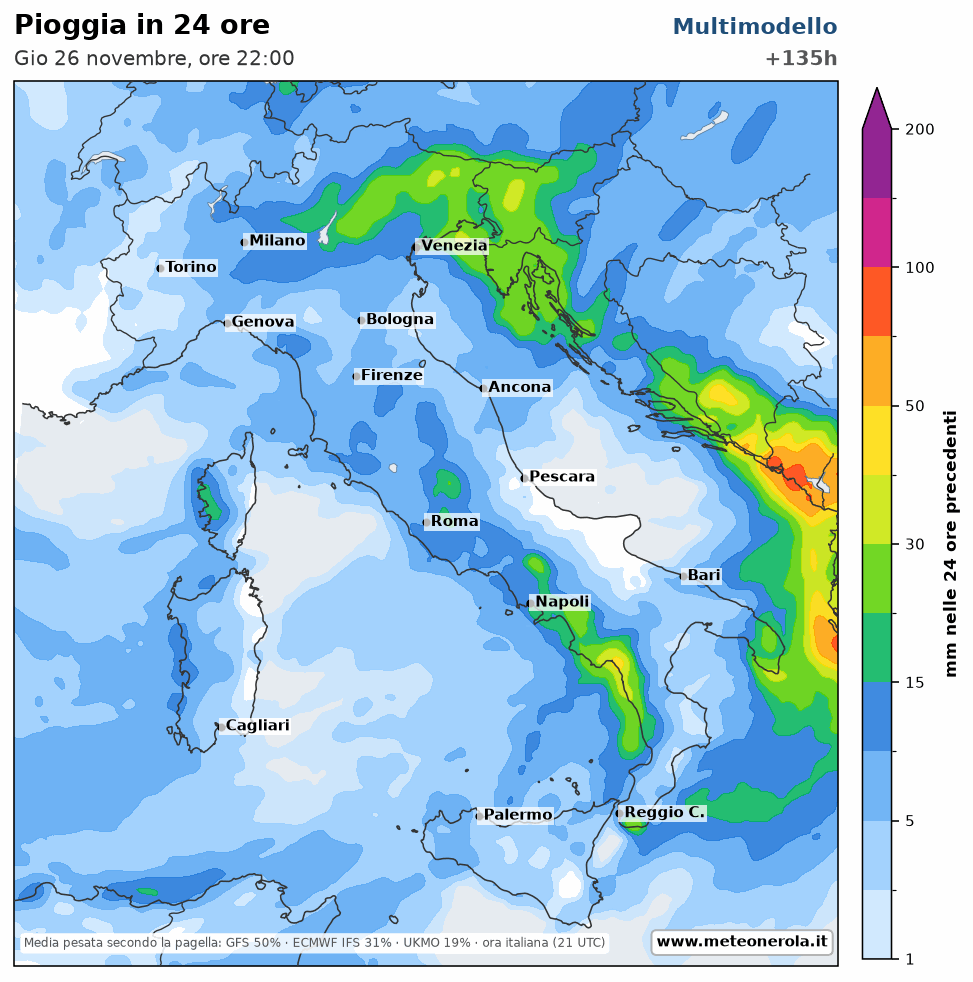 Pioggia in 24 ore
Multimodello
Gio 26 novembre, ore 22:00
+135h
200
100
50
30
15
5
1
mm nelle 24 ore precedenti
Milano
Venezia
Torino
Genova
Bologna
Firenze
Ancona
Pescara
Roma
Bari
Napoli
Cagliari
Palermo
Reggio C.
Media pesata secondo la pagella: GFS 50% · ECMWF IFS 31% · UKMO 19% · ora italiana (21 UTC)
www.meteonerola.it